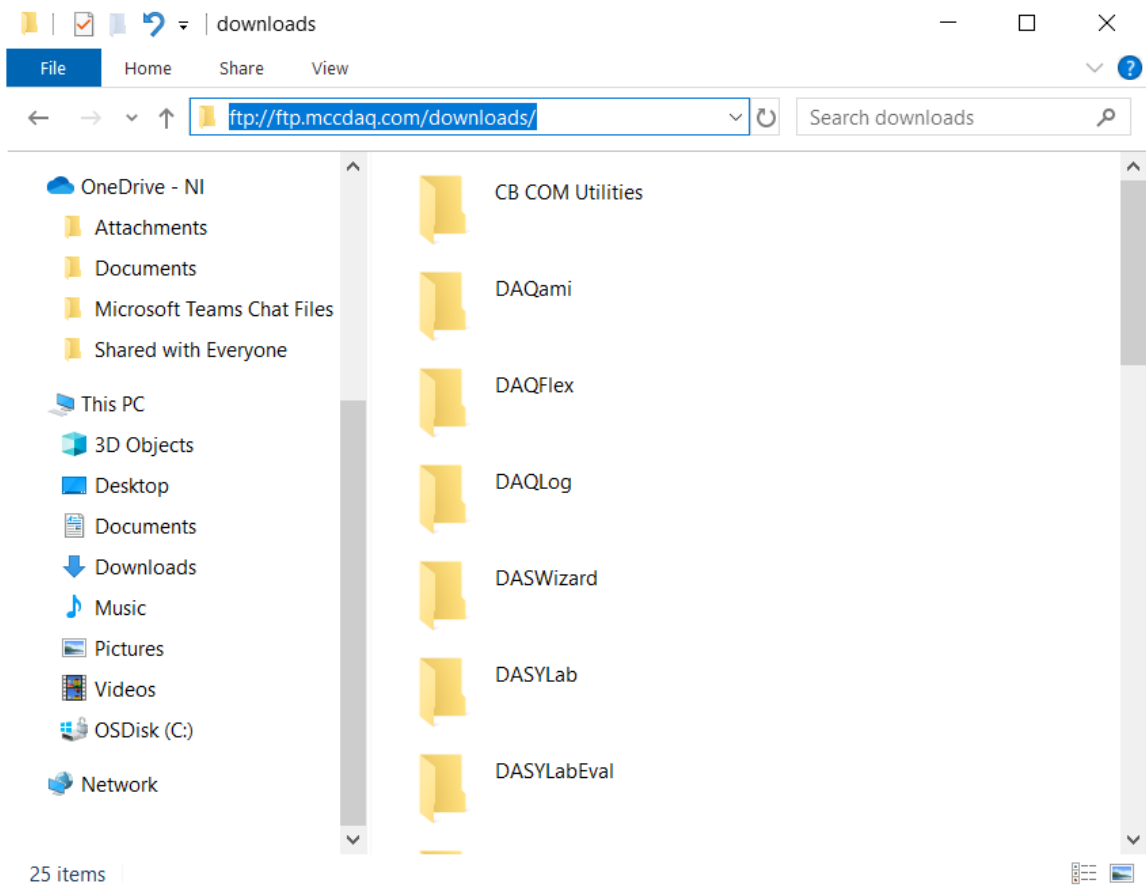 downloads
File Home Share View
?
ftp://ftp.mccdaq.com/downloads/
Search downloads
OneDrive - NI
Attachments
Documents
Microsoft Teams Chat Files
Shared with Everyone
This PC
3D Objects
Desktop
Documents
Downloads
Music
Pictures
Videos
OSDisk (C:)
Network
CB COM Utilities
DAQami
DAQFlex
DAQLog
DASWizard
DASYLab
DASYLabEval
25 items